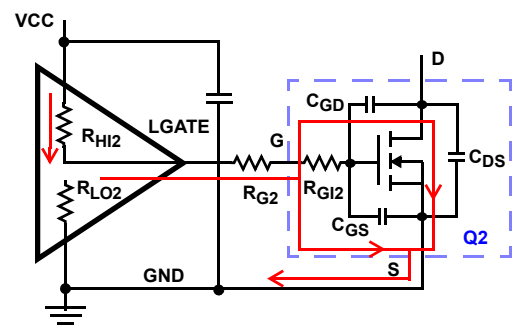 VCC
D
CGD
RHI2
LGATE
G
CDS
RLO2
RG2
RGI2
CGS
Q2
GND
S